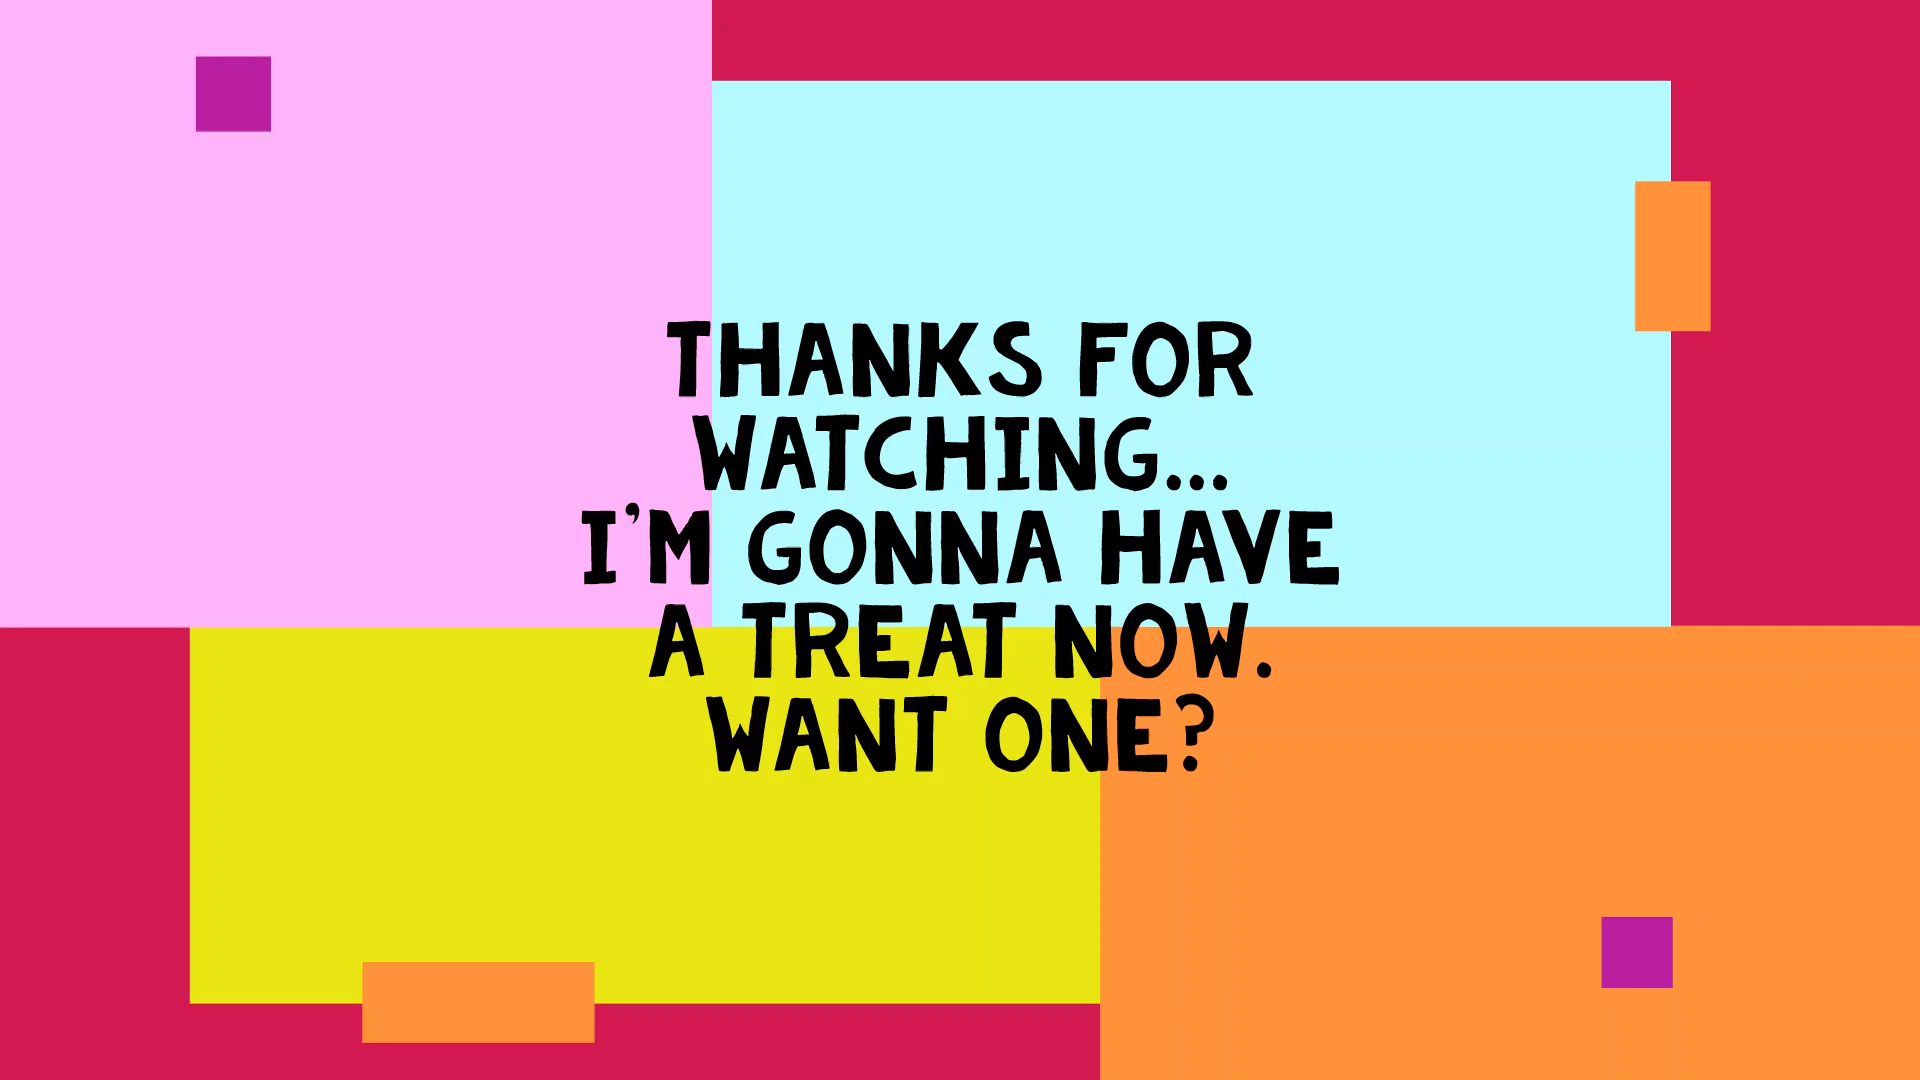 THANKS FOR
WATCHING...
I'M GONNA HAVE
A TREAT NOW.
WANT ONE?